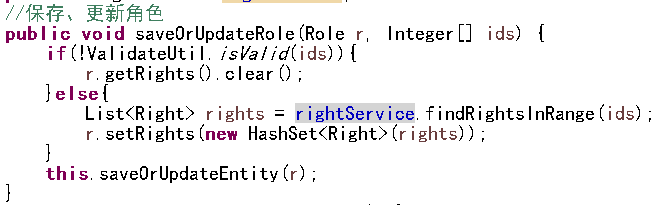 //保存、更新角色
public void saveOrUpdateRole(Role r, Integer[] ids) {
if(!ValidateUtil.isValid(ids)){
r.getRights().clear();
}else{
List<Right> rights = rightService.findRightsInRange(ids);
r.setRights(new HashSet<Right>(rights));
}
this.saveOrUpdateEntity(r);
}